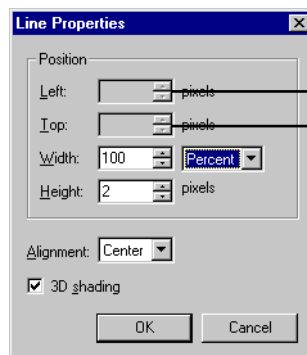 Line Properties
Position
Left: pixels
Top: pixels
Width: 100 Percent
Height: 2 pixels
Alignment: Center
3D shading
OK Cancel